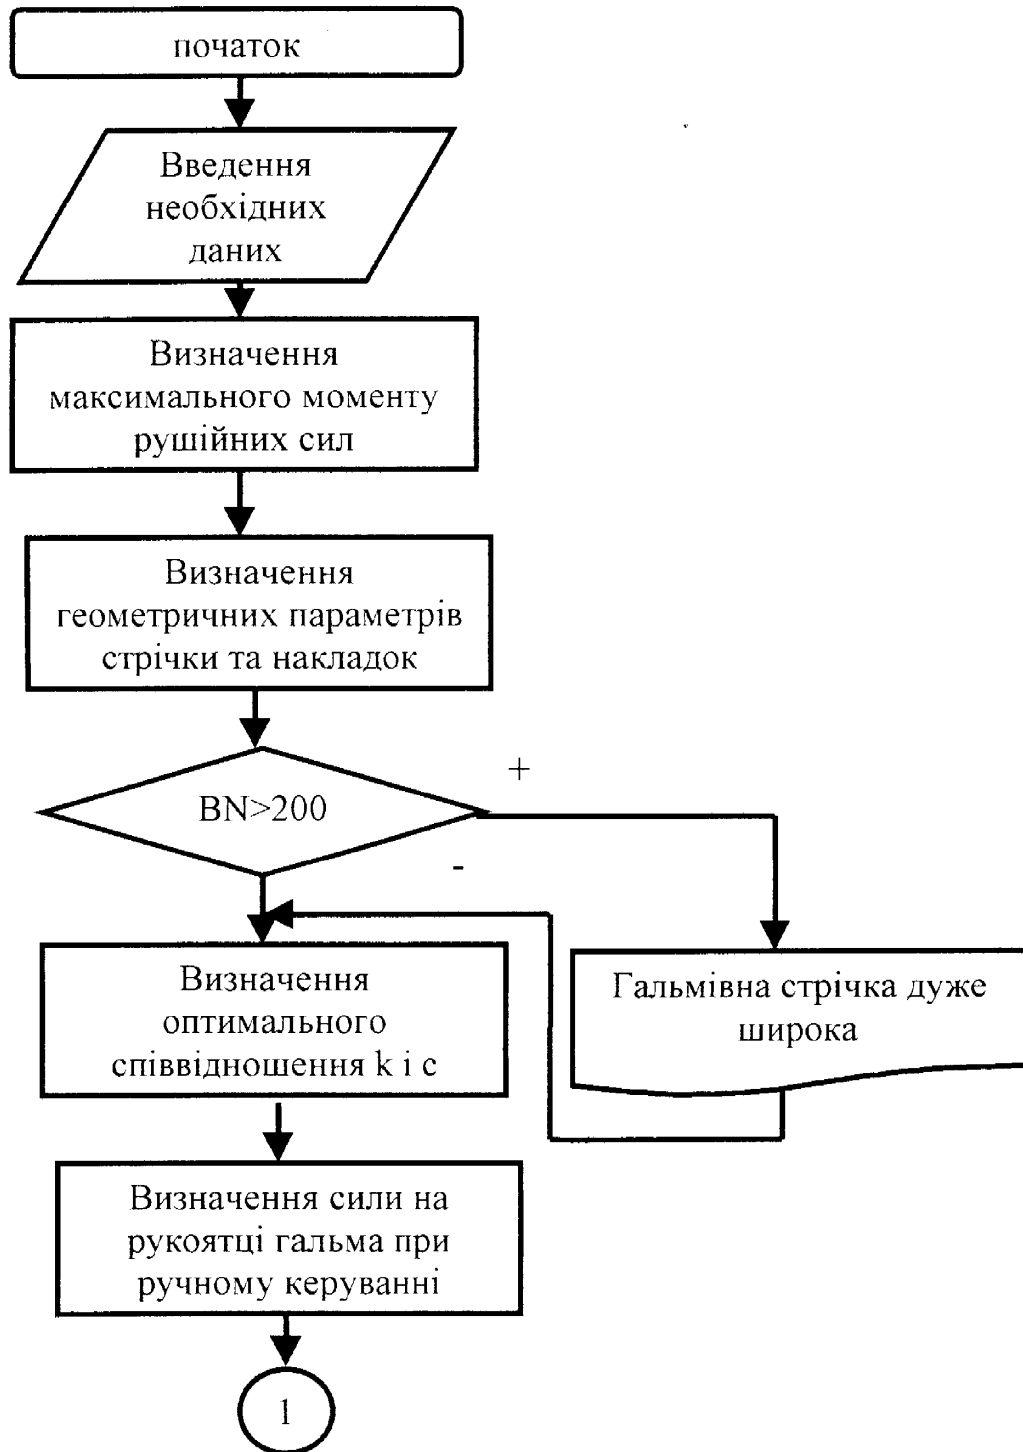 початок
Введення
необхідних
даних
Визначення
максимального моменту
рушійних сил
Визначення
геометричних параметрів
стрічки та накладок
+
BN>200
-
Визначення
оптимального
співвідношення k і c
Гальмівна стрічка дуже
широка
Визначення сили на
рукоятці гальма при
ручному керуванні
1